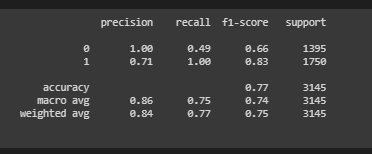 precision recall f1-score support
0 1.00 0.49 0.66 1395
1 0.71 1.00 0.83 1750
accuracy 0.77 3145
macro avg 0.86 0.75 0.74 3145
weighted avg 0.84 0.77 0.75 3145